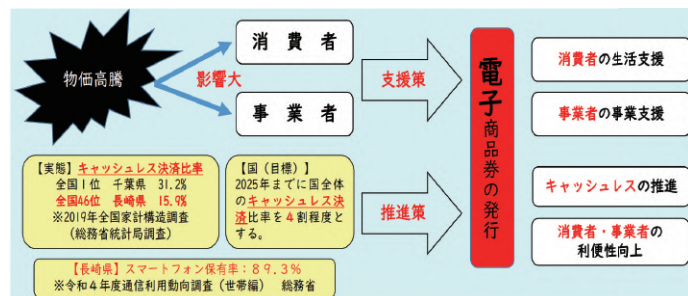 物価高騰
影響大
消費者
事業者
支援策
推進策
電子商品券の発行
消費者の生活支援
事業者の事業支援
キャッシュレスの推進
消費者・事業者の
利便性向上
【実態】キャッシュレス決済比率
全国1位 千葉県 31.2%
全国46位 長崎県 15.9%
※2019年全国家計構造調査
(総務省統計局調査)
【国(目標)】
2025年までに国全体
のキャッシュレス決
済比率を4割程度と
する。
【長崎県】スマートフォン保有率:89.3%
※令和4年度通信利用動向調査(世帯編) 総務省